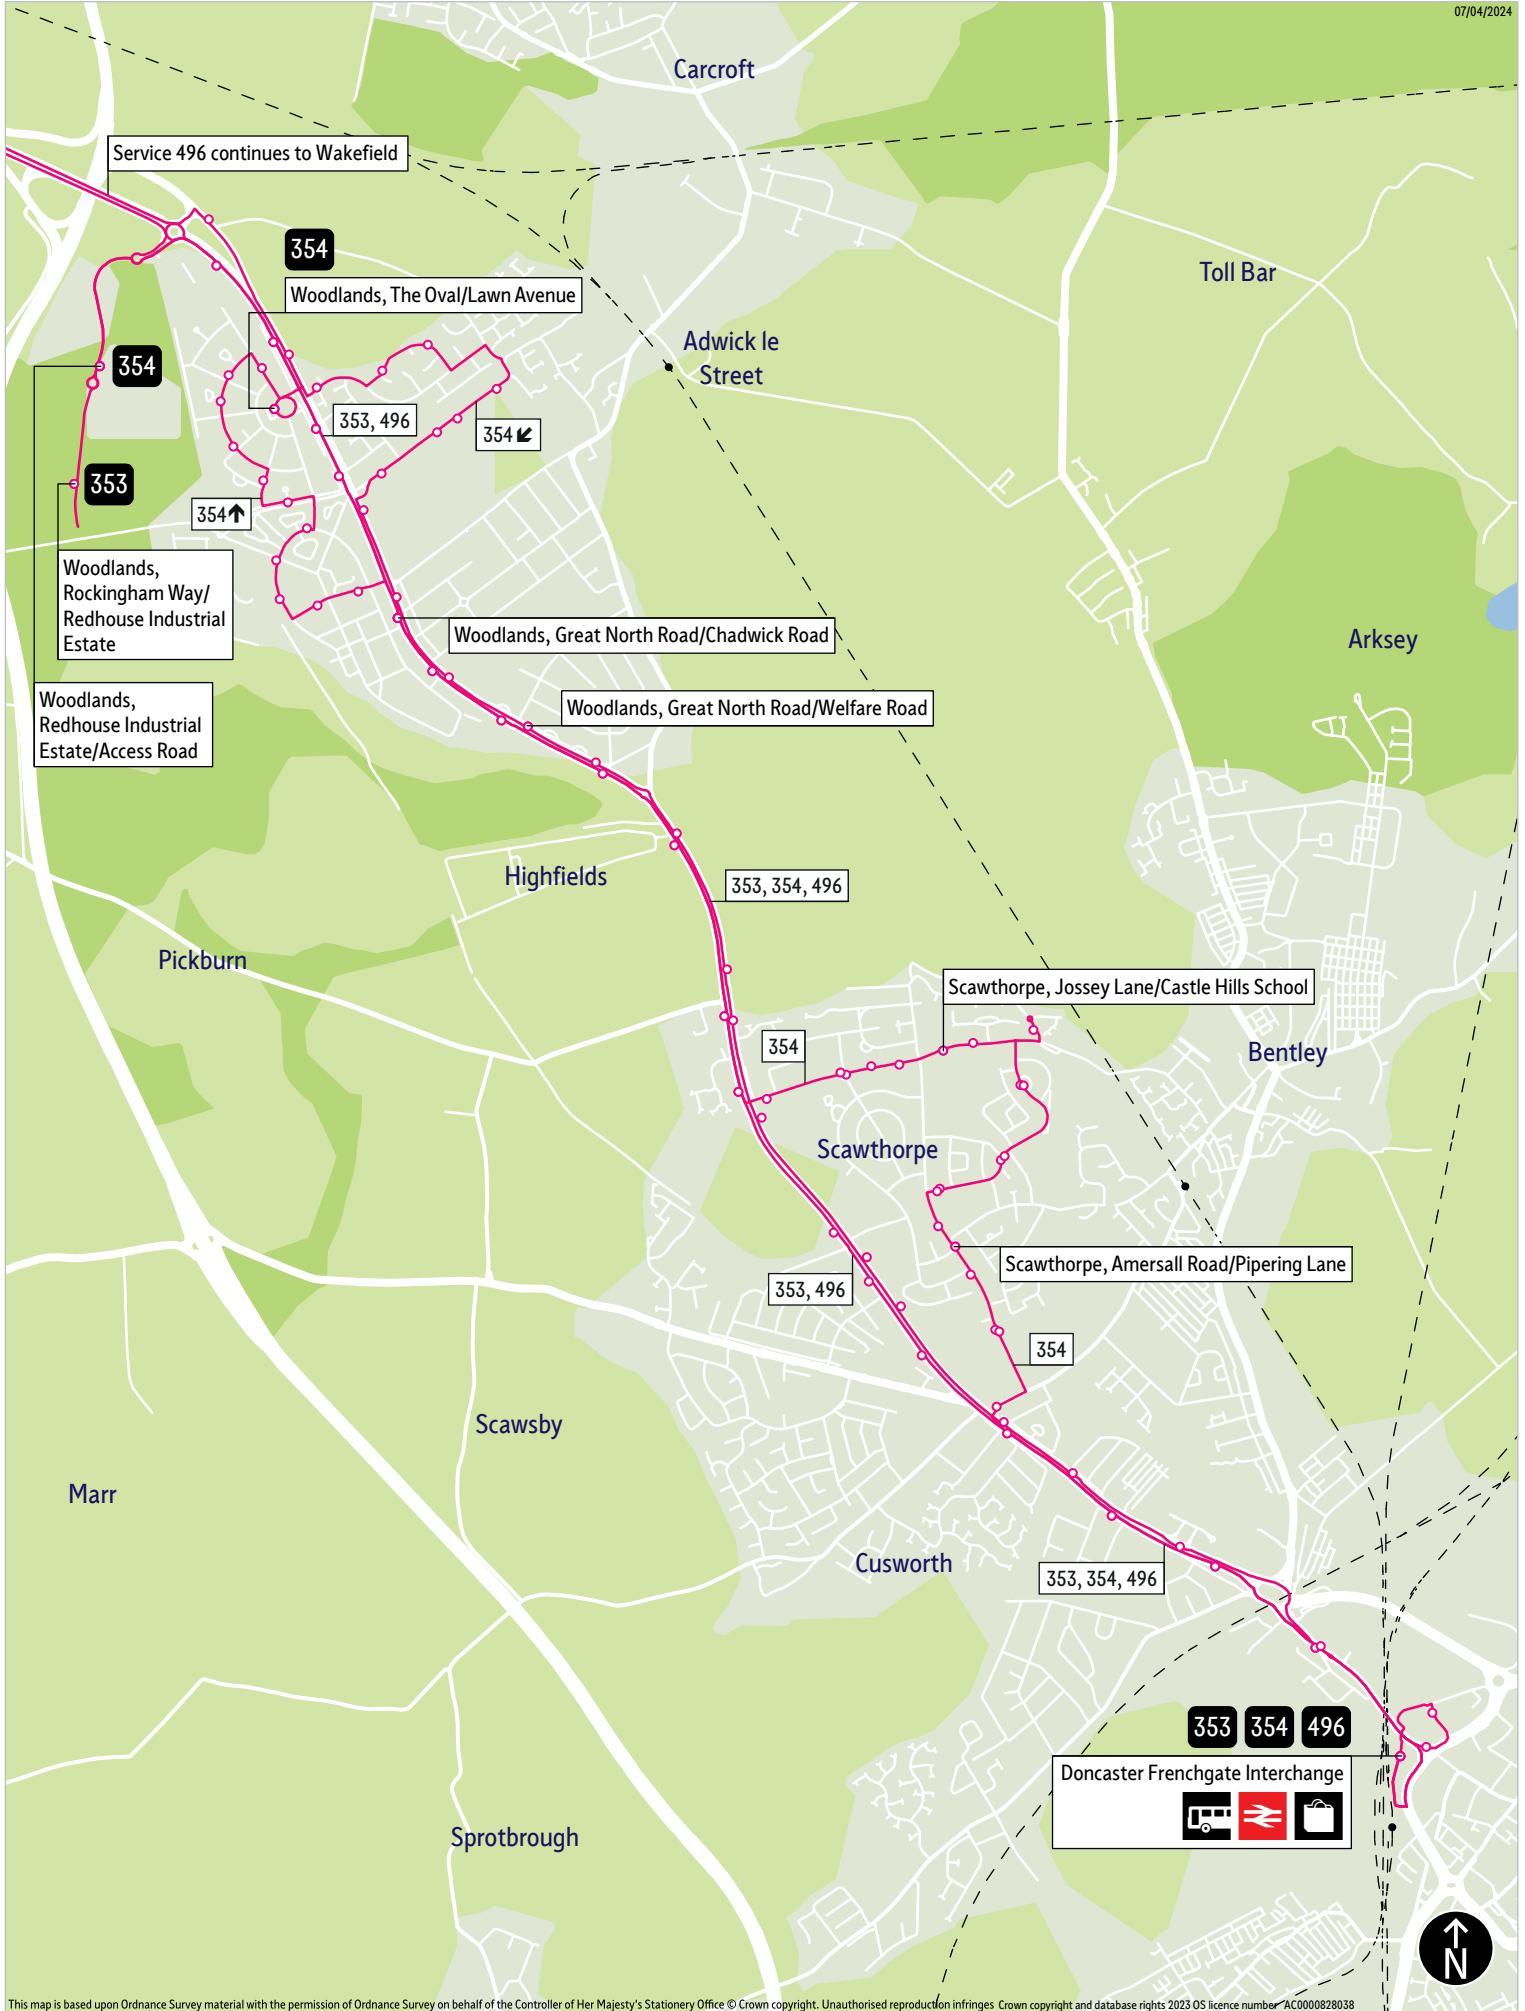 07/04/2024
Carcroft
Service 496 continues to Wakefield
354
Toll Bar
Woodlands, The Oval/Lawn Avenue
Adwick le
Street
354
353, 496
354
353
354
Woodlands,
Rockingham Way/
Redhouse Industrial
Estate
Woodlands, Great North Road/Chadwick Road
Arksey
Woodlands,
Redhouse Industrial
Estate/Access Road
Woodlands, Great North Road/Welfare Road
Highfields
353, 354, 496
Pickburn
Scawthorpe, Jossey Lane/Castle Hills School
354
Bentley
Scawthorpe
Scawthorpe, Amersall Road/Pipering Lane
353, 496
354
Scawsby
Marr
Cusworth
353, 354, 496
353 354 496
Doncaster Frenchgate Interchange
Sprotbrough
N
This map is based upon Ordnance Survey material with the permission of Ordnance Survey on behalf of the Controller of Her Majesty's Stationery Office © Crown copyright. Unauthorised reproduction infringes Crown copyright and database rights 2023 OS licence number AC0000828038